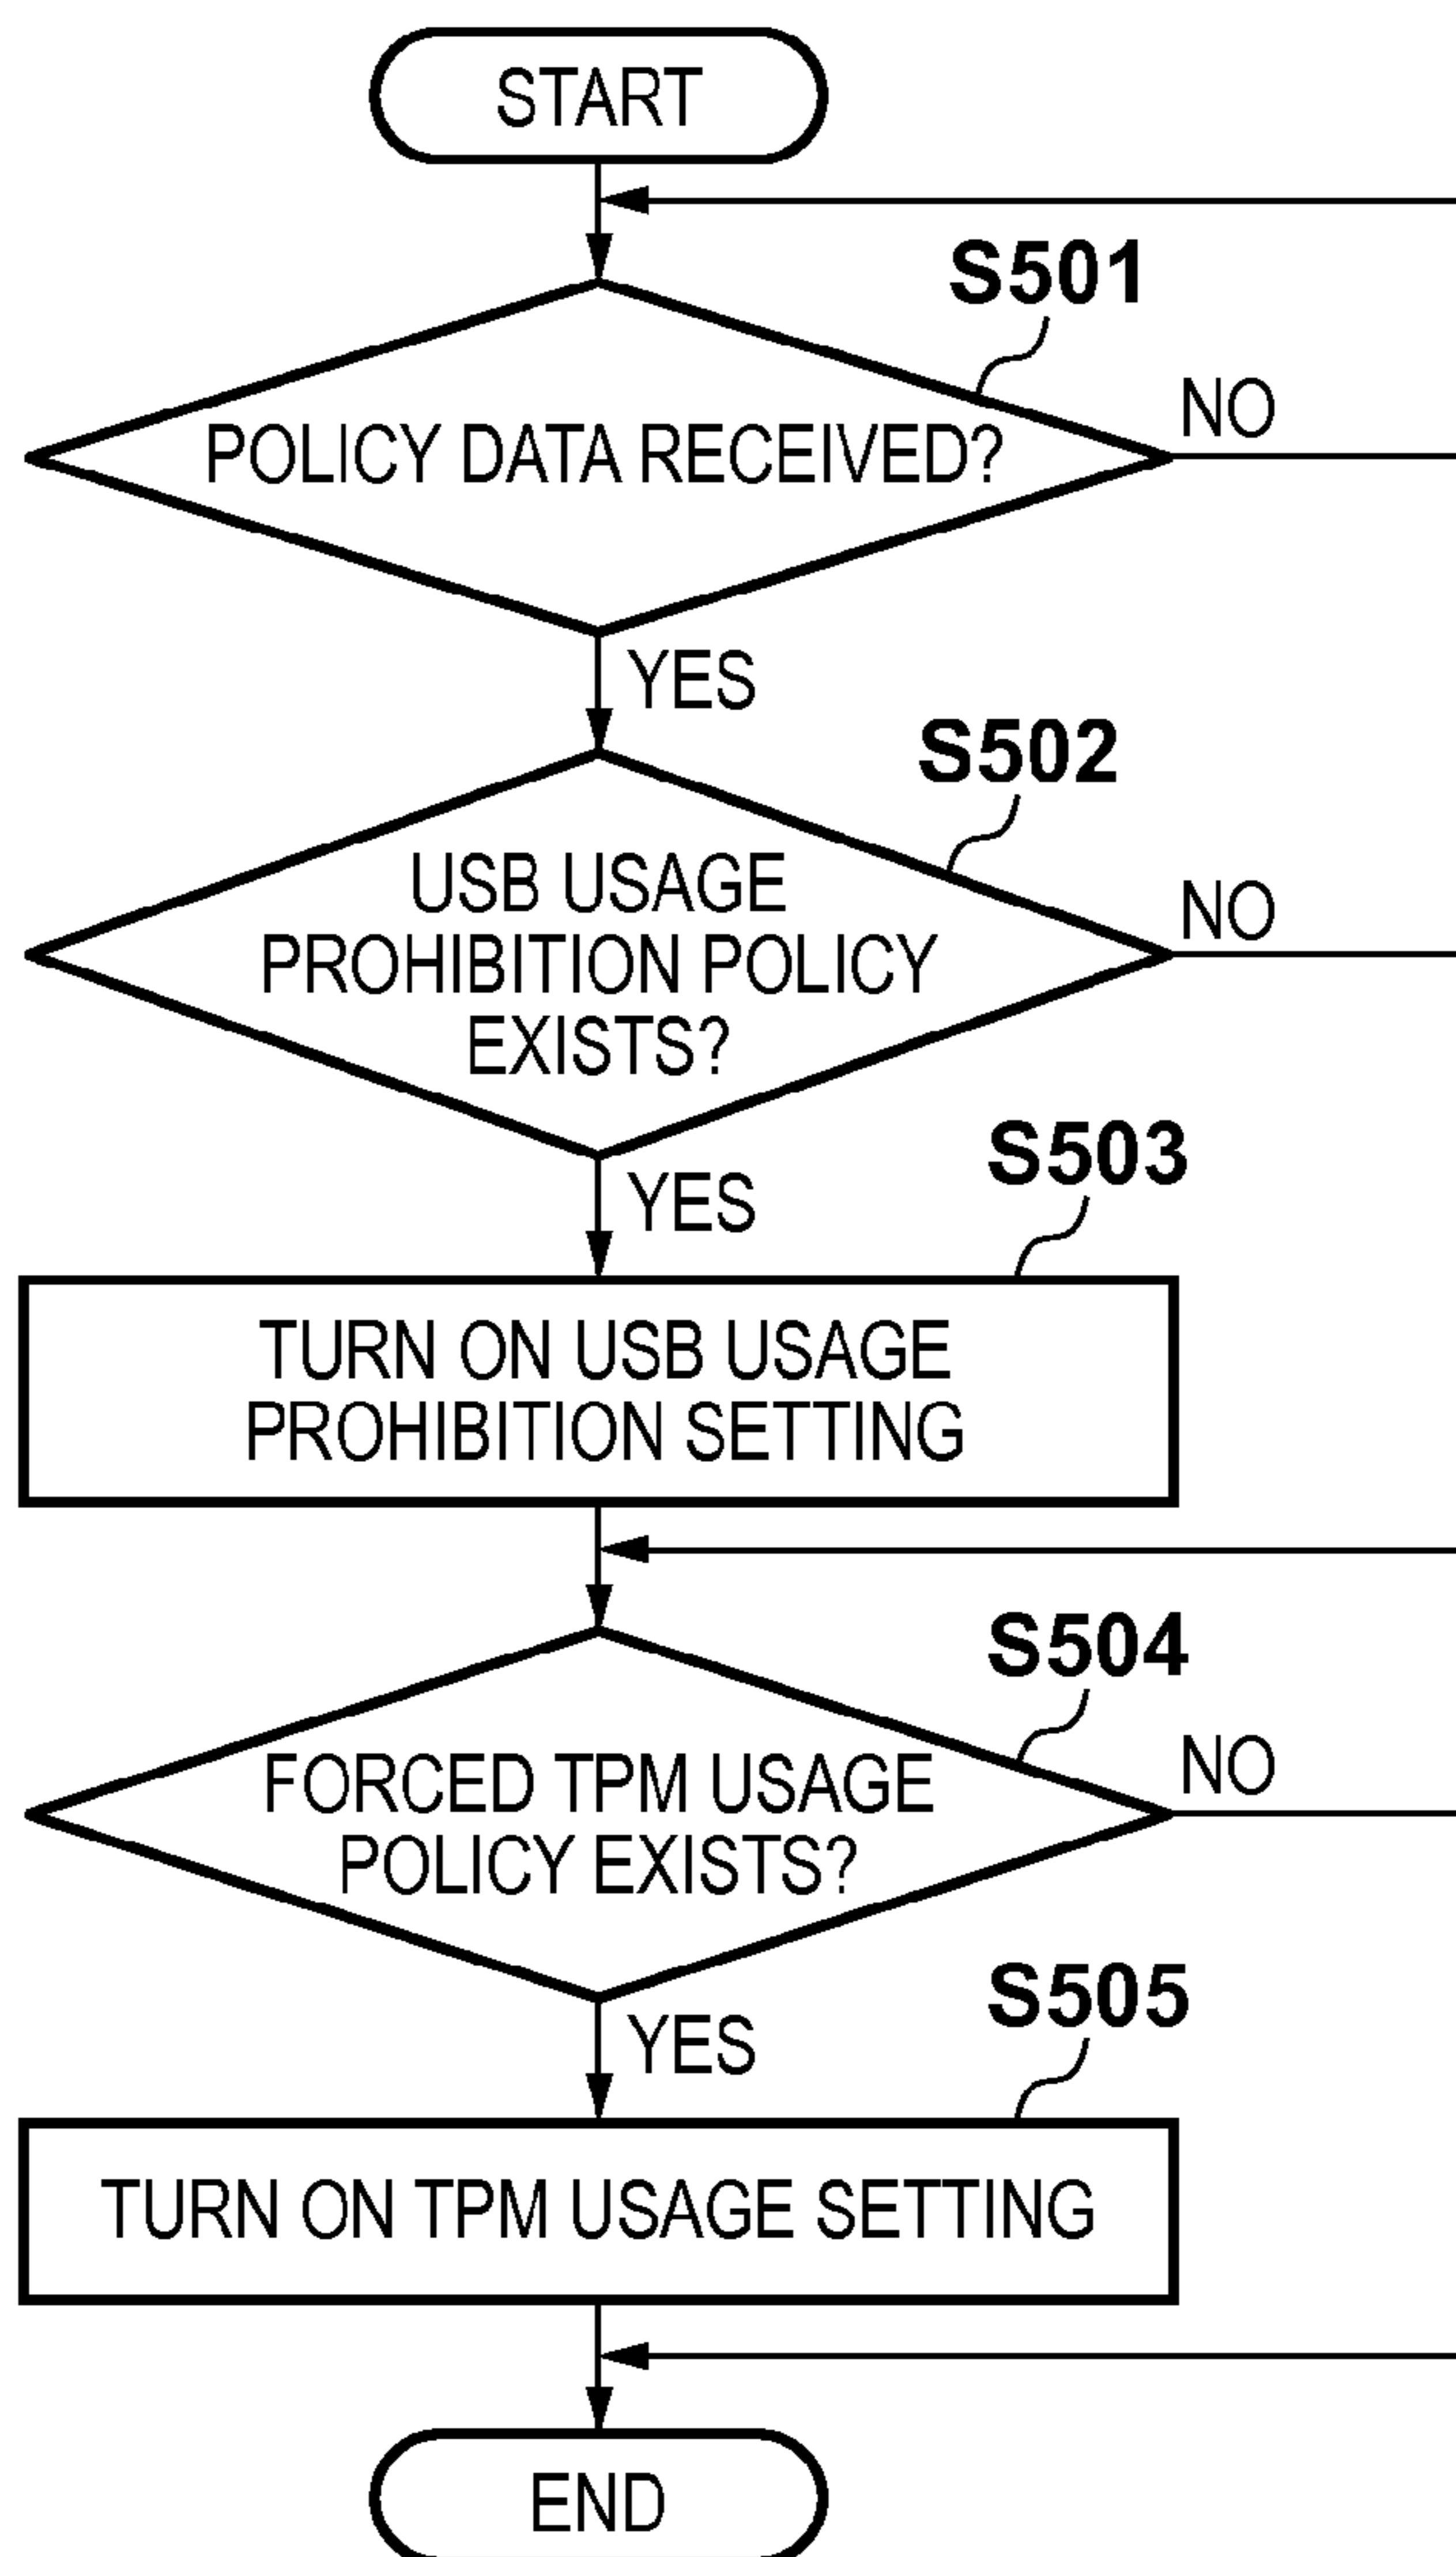 START
S501
POLICY DATA RECEIVED?
NO
YES
S502
USB USAGE
PROHIBITION POLICY
EXISTS?
NO
YES
S503
TURN ON USB USAGE
PROHIBITION SETTING
S504
FORCED TPM USAGE
POLICY EXISTS?
NO
YES
S505
TURN ON TPM USAGE SETTING
END